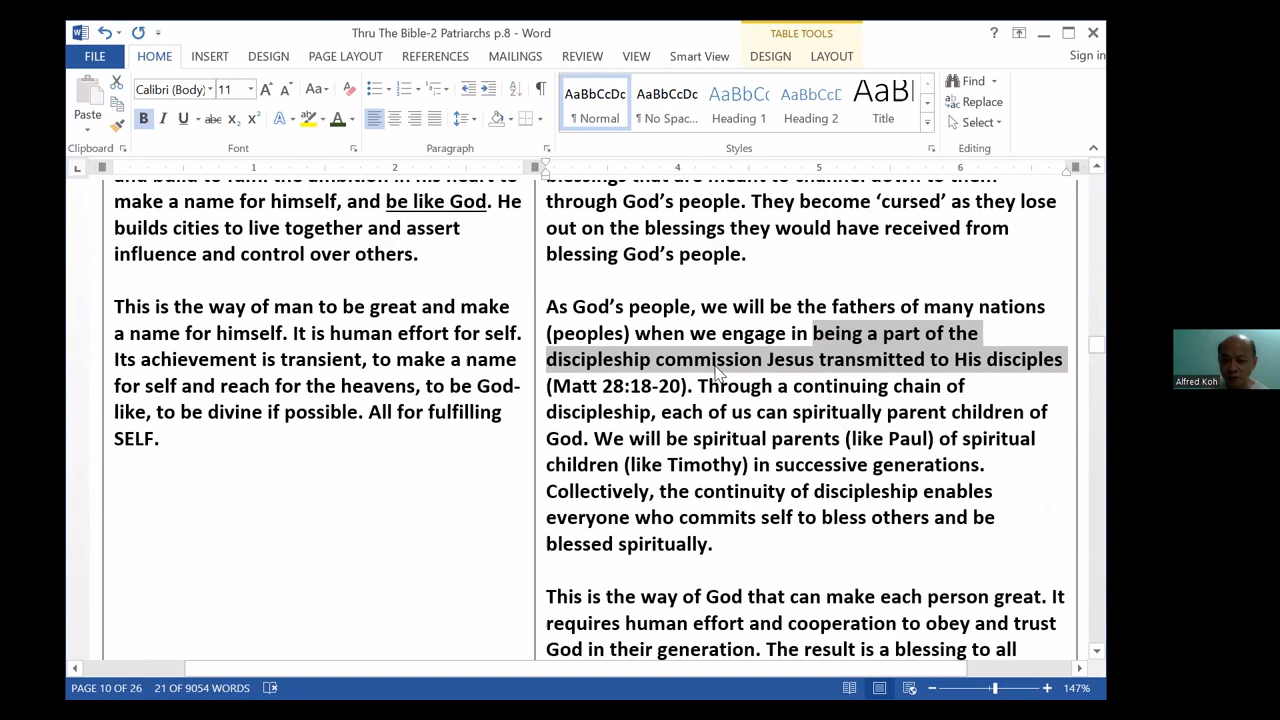 Thru The Bible-2 Patriarchs p.8 - Word
TABLE TOOLS
Sign in
FILE
HOME
INSERT
DESIGN
PAGE LAYOUT
REFERENCES
MAILINGS
REVIEW
VIEW
Smart View
DESIGN
LAYOUT
Calibri (Body)
11
Paste
AaBbCcDc
¶ Normal
AaBbCcDc
¶ No Spac...
AaBbCc
Heading 1
AaBbCcD
Heading 2
AaBl
Title
Find
Replace
Select
Clipboard
Font
Paragraph
Styles
Editing
1
2
4
5
6
make a name for himself, and be like God. He
builds cities to live together and assert
influence and control over others.
This is the way of man to be great and make
a name for himself. It is human effort for self.
Its achievement is transient, to make a name
for self and reach for the heavens, to be God-
like, to be divine if possible. All for fulfilling
SELF.
through God's people. They become 'cursed' as they lose
out on the blessings they would have received from
blessing God's people.
As God's people, we will be the fathers of many nations
(peoples) when we engage in being a part of the
discipleship commission Jesus transmitted to His disciples
(Matt 28:18-20). Through a continuing chain of
discipleship, each of us can spiritually parent children of
God. We will be spiritual parents (like Paul) of spiritual
children (like Timothy) in successive generations.
Collectively, the continuity of discipleship enables
everyone who commits self to bless others and be
blessed spiritually.
This is the way of God that can make each person great. It
requires human effort and cooperation to obey and trust
God in their generation. The result is a blessing to all
PAGE 10 OF 26
21 OF 9054 WORDS
147%
Alfred Koh